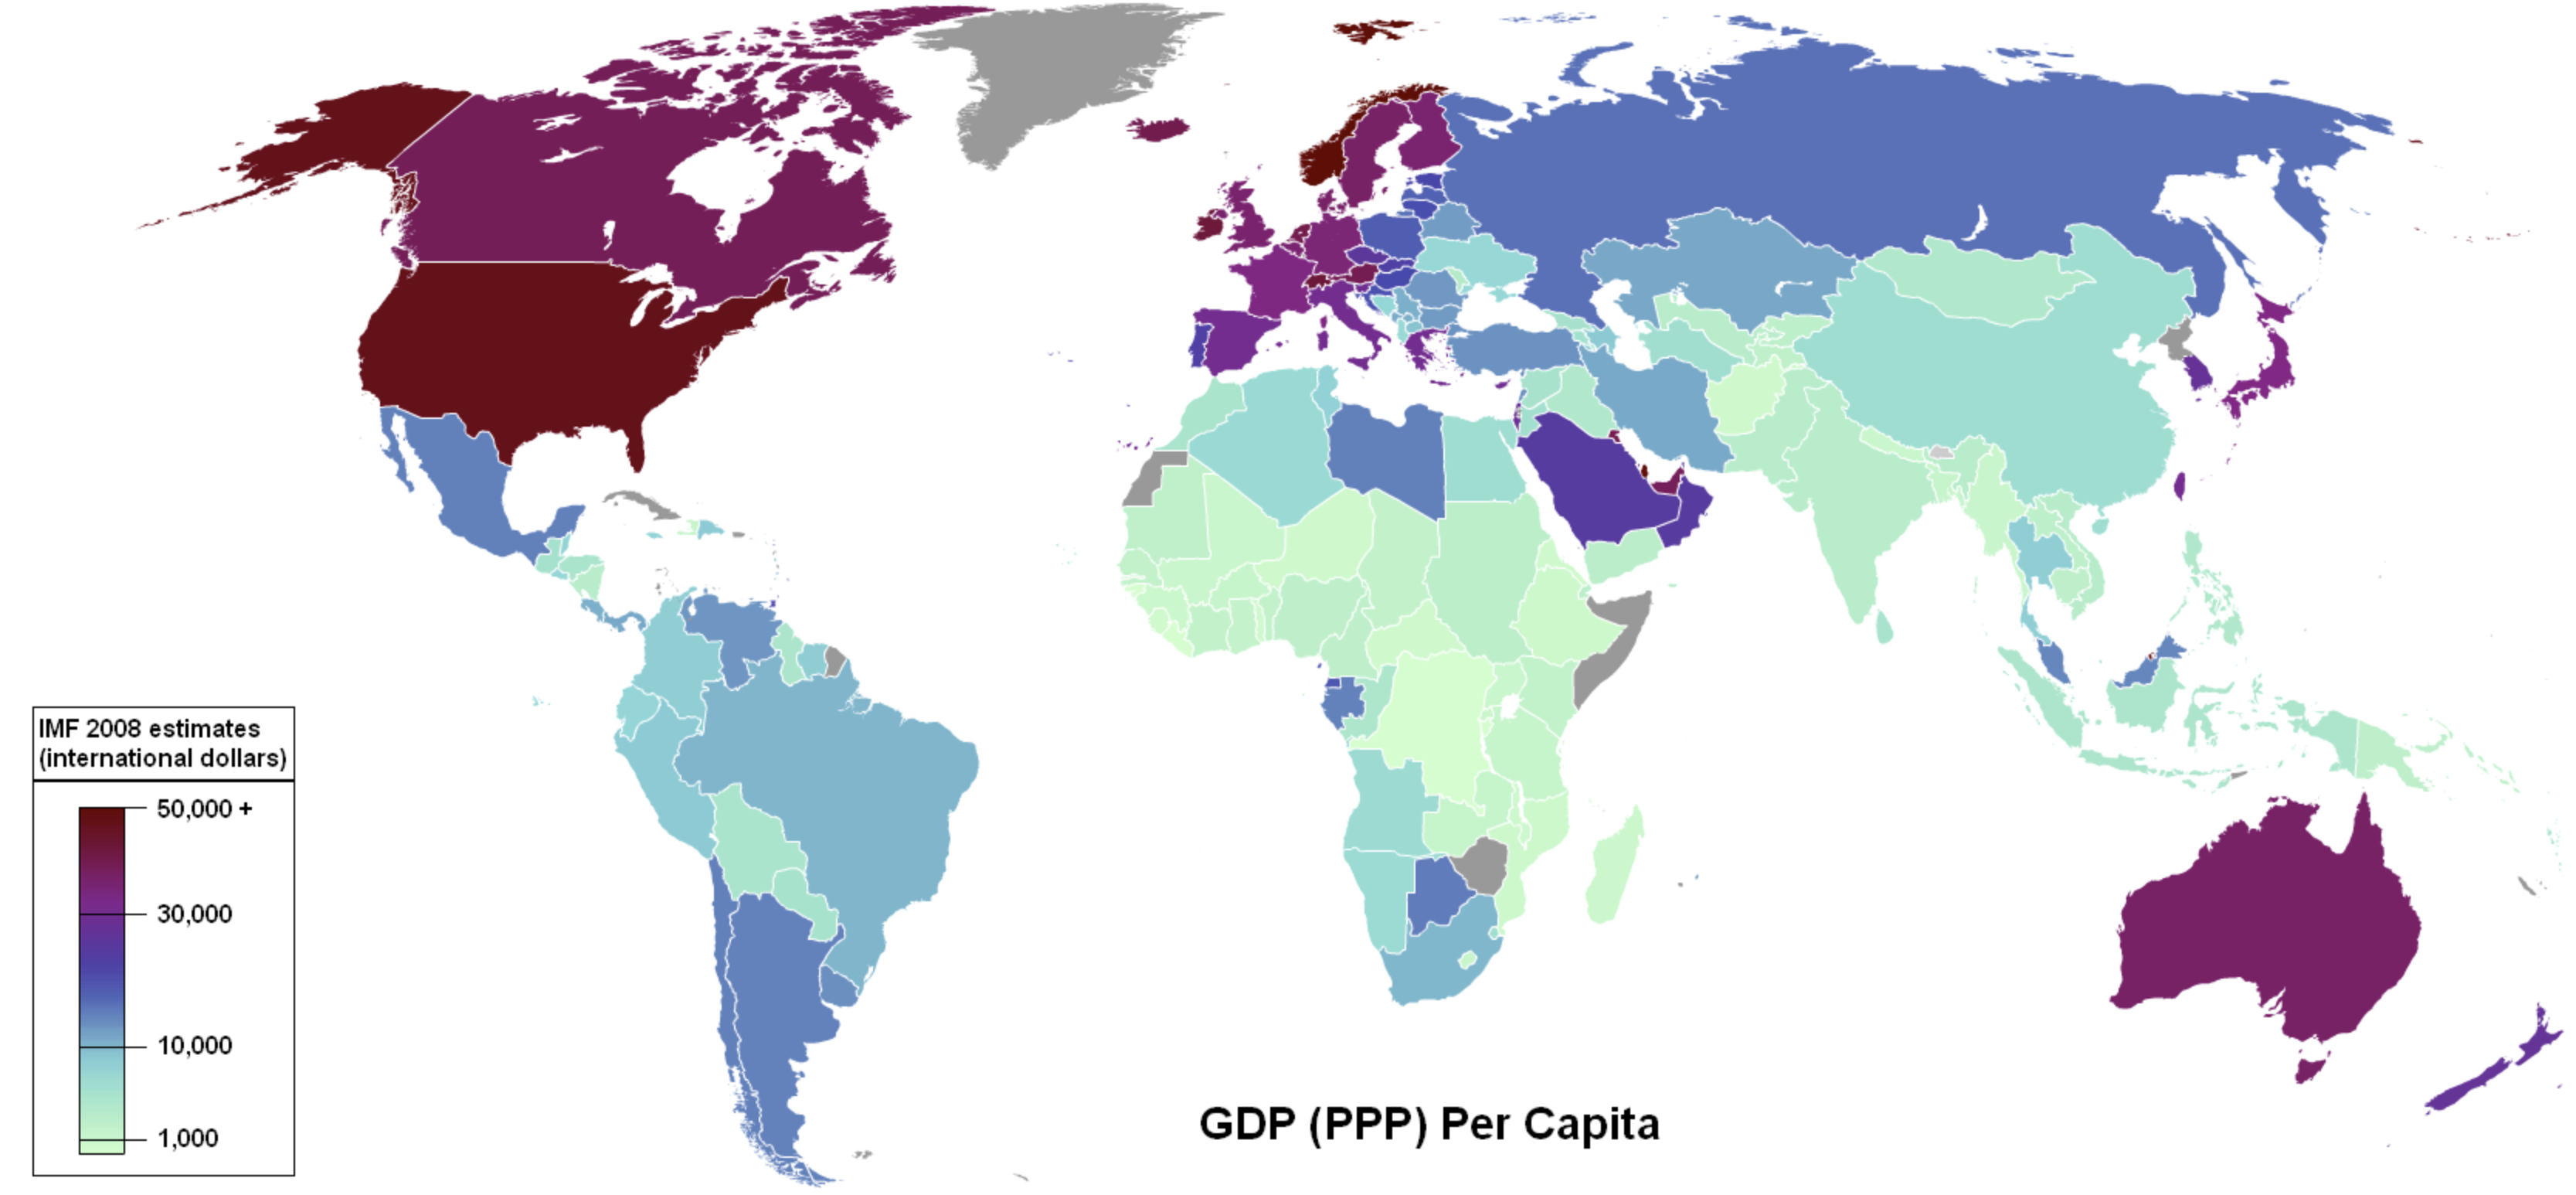 IMF 2008 estimates
(international dollars)
50,000 +
30,000
10,000
1,000
GDP (PPP) Per Capita